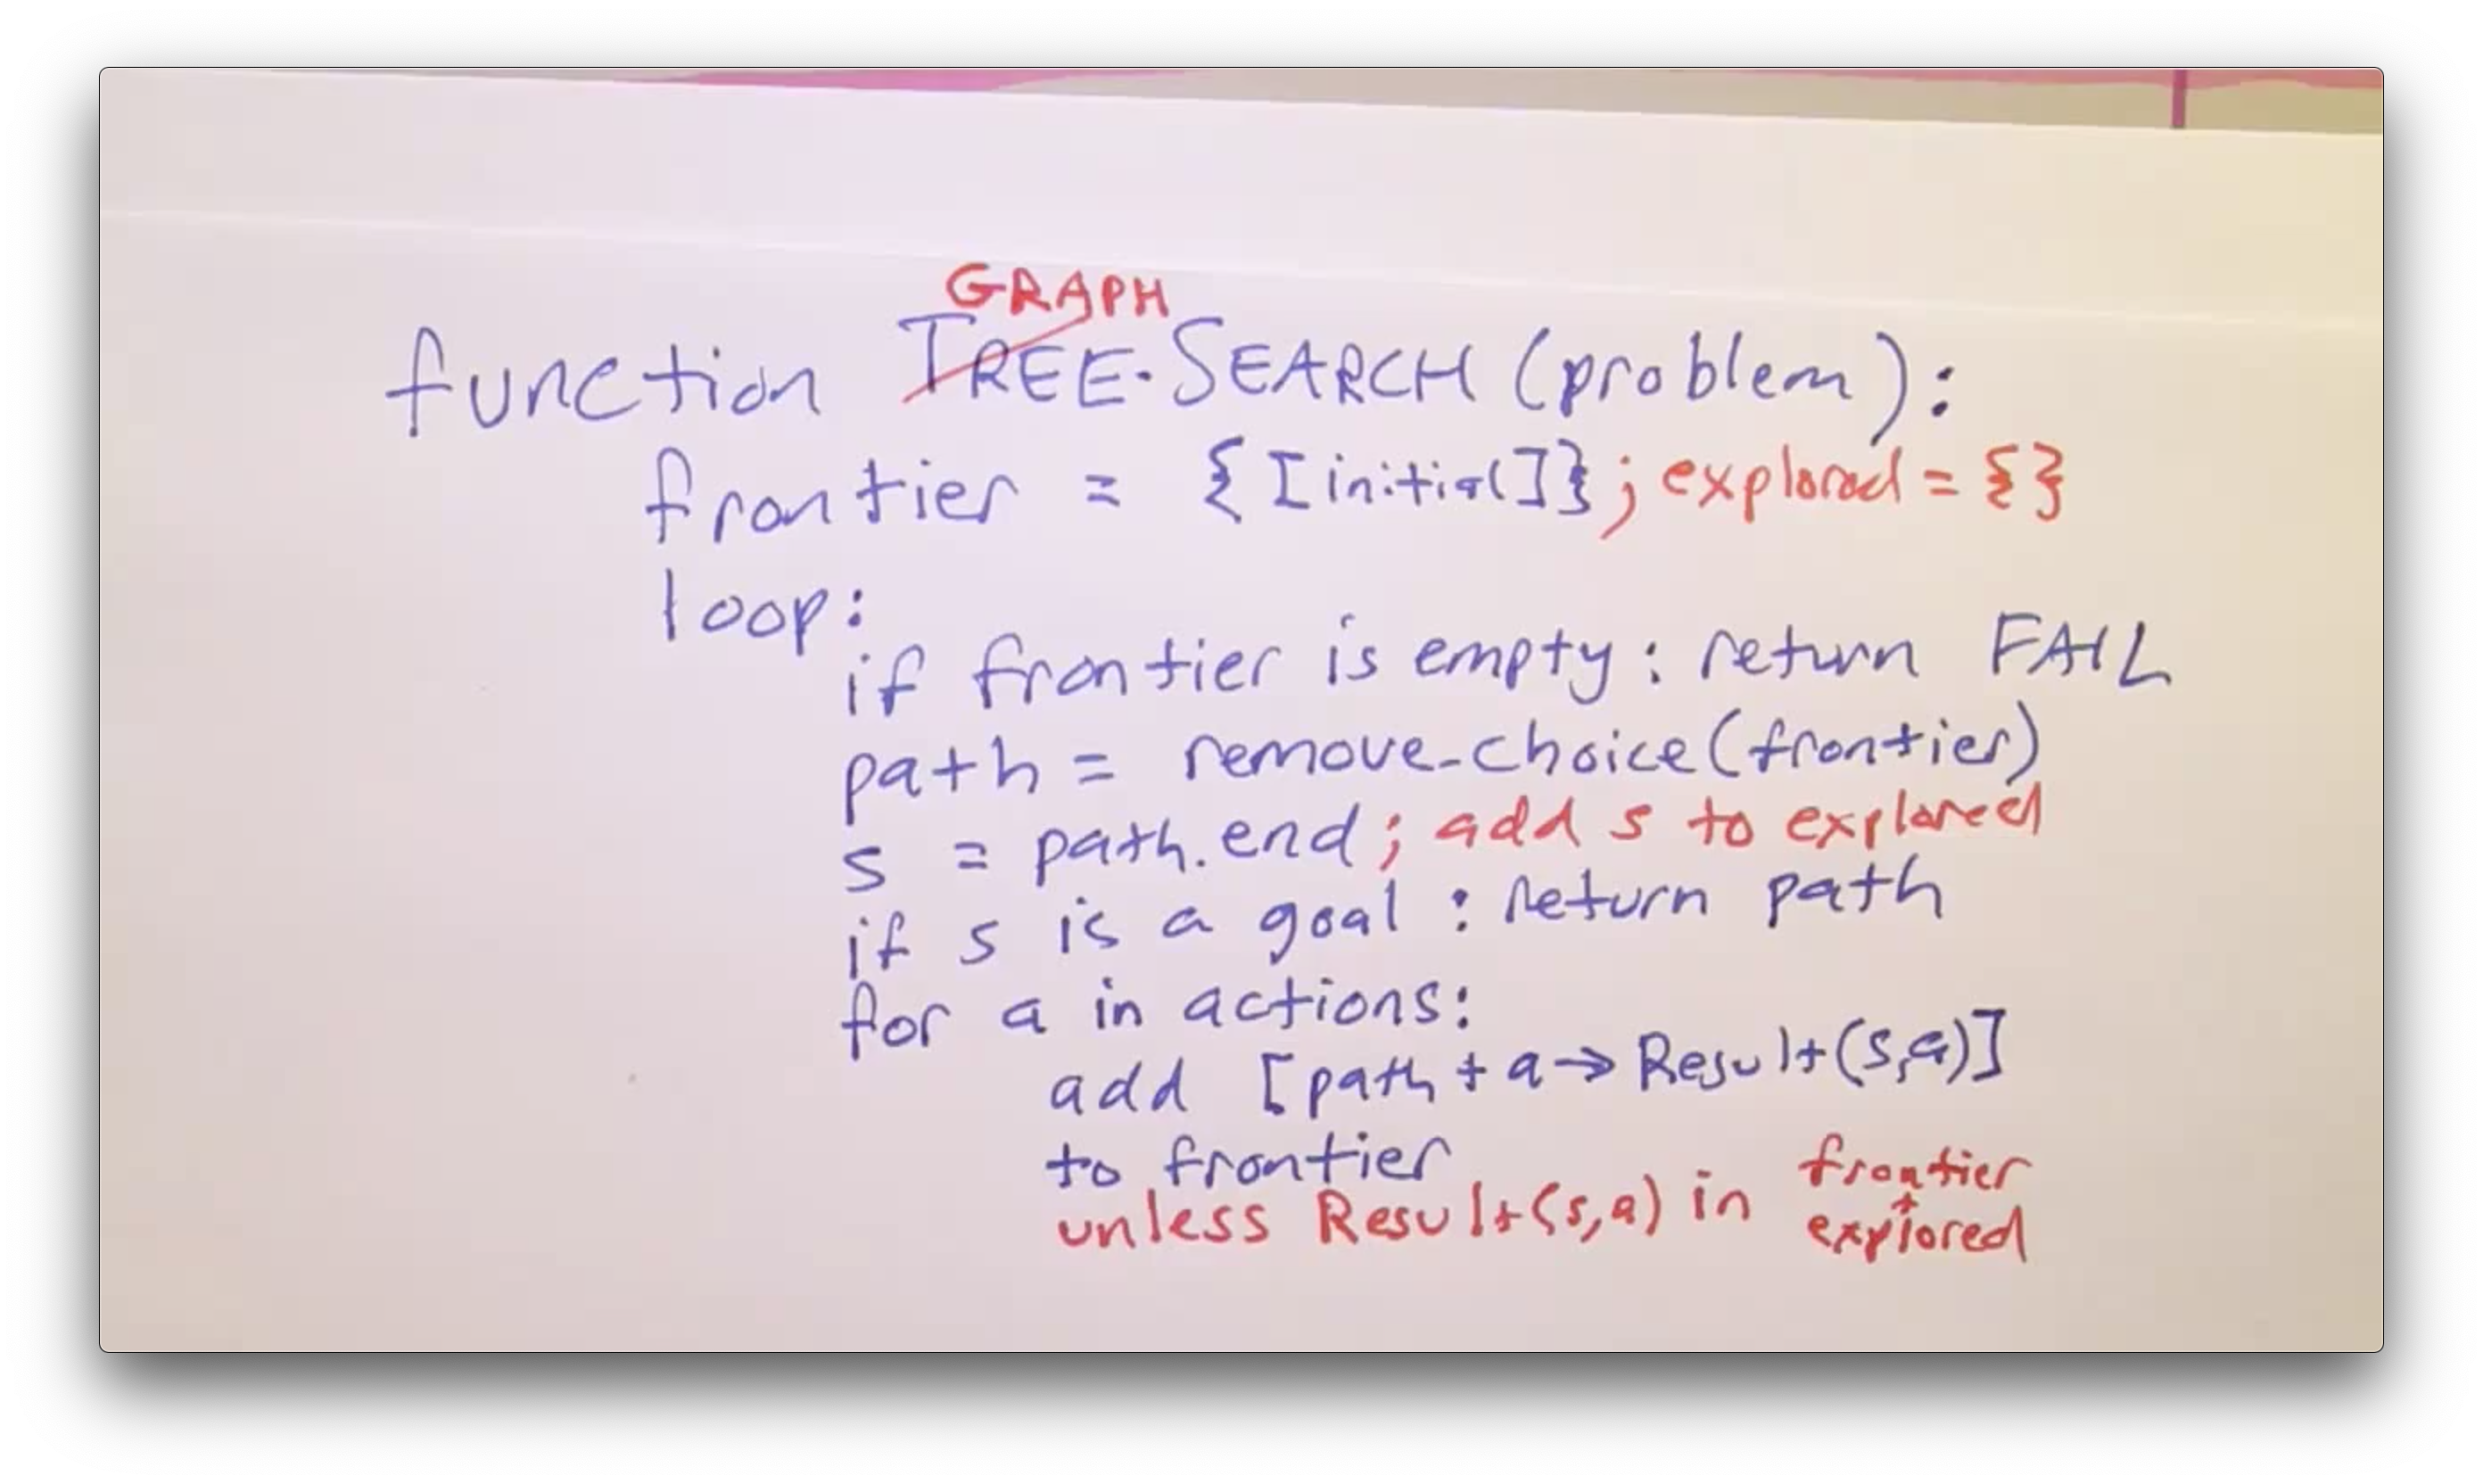 GRAPH
function TREE-SEARCH (problem):
frontier = {[initial]}; explored = {}
loop:
if frontier is empty: return FAIL
path = remove-choice(frontier)
s = path.end; add s to explored
if s is a goal: return path
for a in actions:
add [path + a → Result(s,a)]
to frontier
unless Result(s,a) in frontier
+
explored